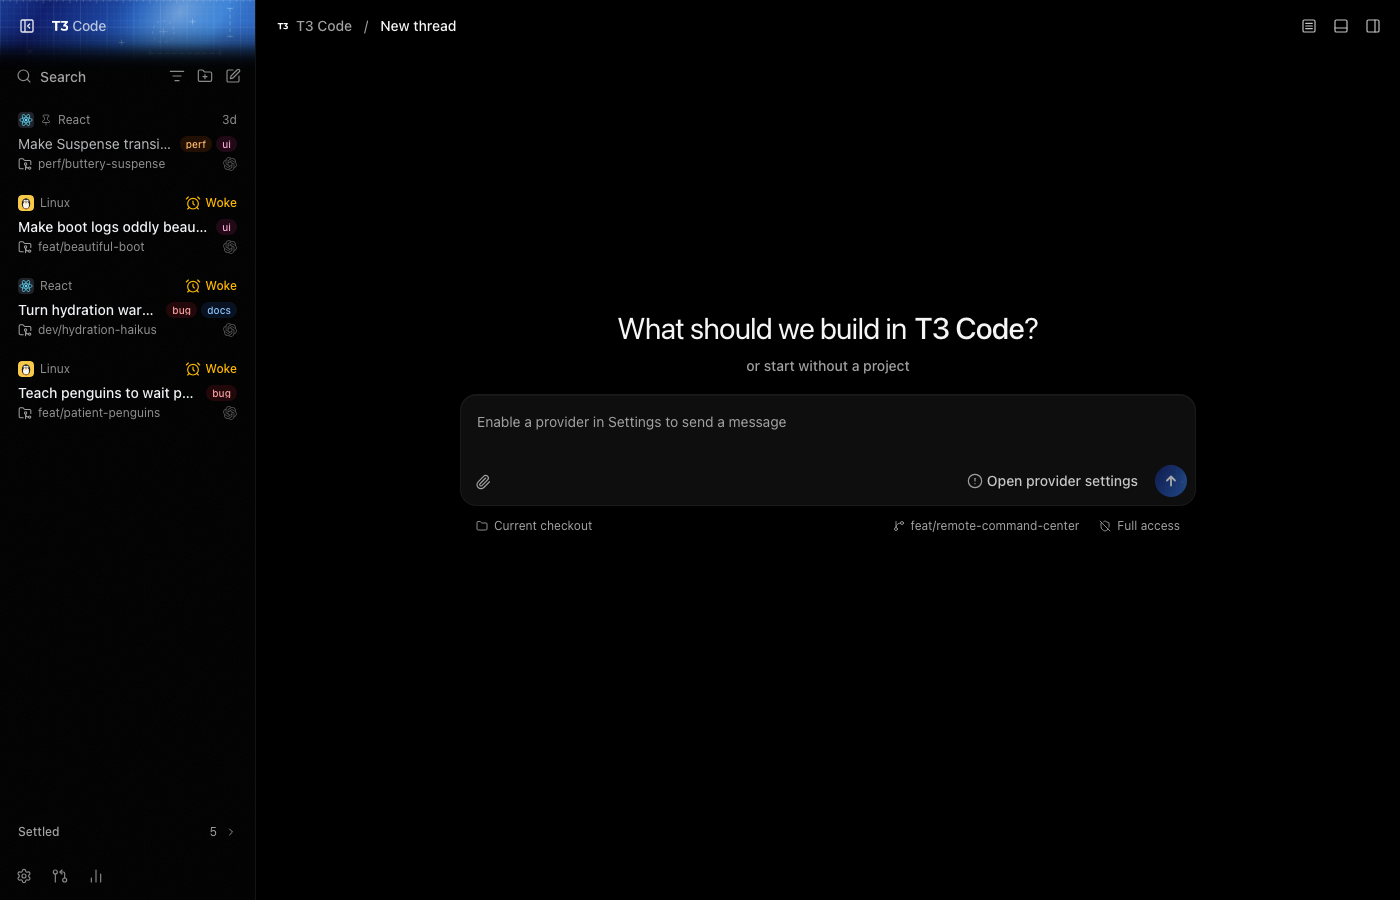 T3 Code
T3 T3 Code / New thread
Search
React 3d
Make Suspense transi... perf ui
perf/buttery-suspense
Linux Woke
Make boot logs oddly beau... ui
feat/beautiful-boot
React Woke
Turn hydration war... bug docs
dev/hydration-haikus
Linux Woke
Teach penguins to wait p... bug
feat/patient-penguins
Settled 5
What should we build in T3 Code?
or start without a project
Enable a provider in Settings to send a message
Open provider settings
Current checkout feat/remote-command-center Full access